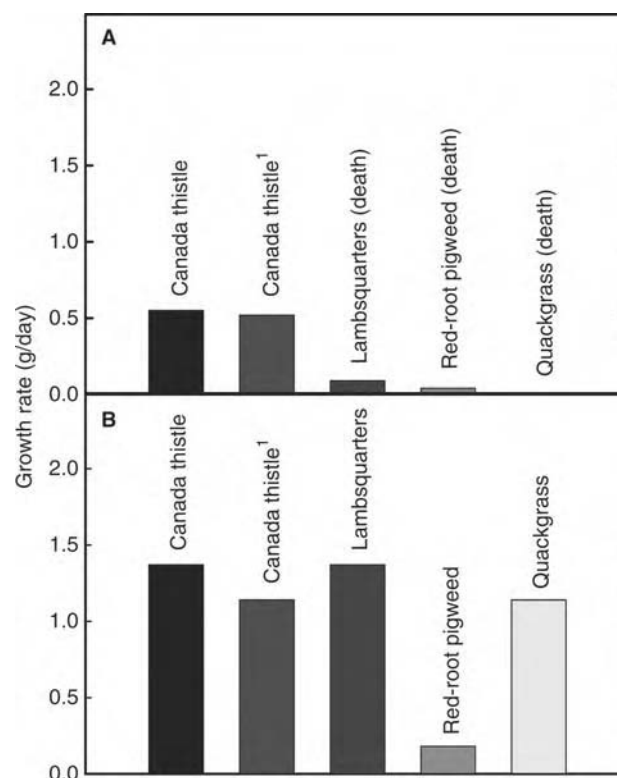 A
2.0
1.5
1.0
0.5
0.0
Canada thistle
Canada thistle¹
Lambsquarters (death)
Red-root pigweed (death)
Quackgrass (death)
Growth rate (g/day)
B
2.0
1.5
1.0
0.5
0.0
Canada thistle
Canada thistle¹
Lambsquarters
Red-root pigweed
Quackgrass